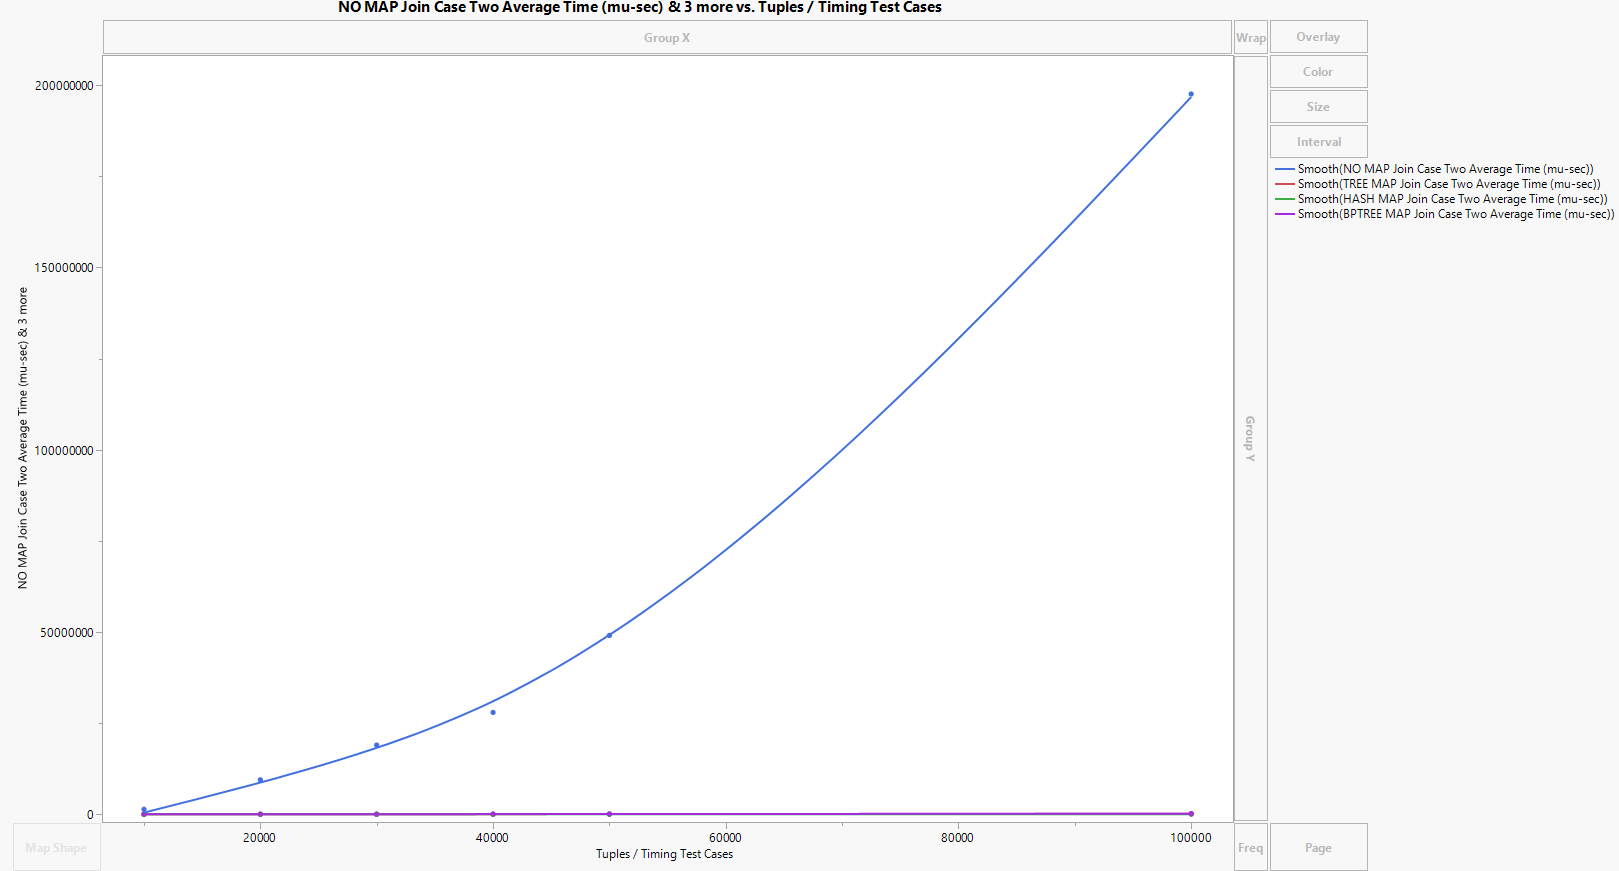 NO MAP Join Case Two Average Time (mu-sec) & 3 more vs. Tuples / Timing Test Cases
Group X
Wrap
Overlay
Color
Size
Interval
Smooth(NO MAP Join Case Two Average Time (mu-sec))
Smooth(TREE MAP Join Case Two Average Time (mu-sec))
Smooth(HASH MAP Join Case Two Average Time (mu-sec))
Smooth(BPTREE MAP Join Case Two Average Time (mu-sec))
NO MAP Join Case Two Average Time (mu-sec) & 3 more
200000000
150000000
100000000
50000000
0
Group Y
20000
40000
60000
80000
100000
Tuples / Timing Test Cases
Map Shape
Freq
Page